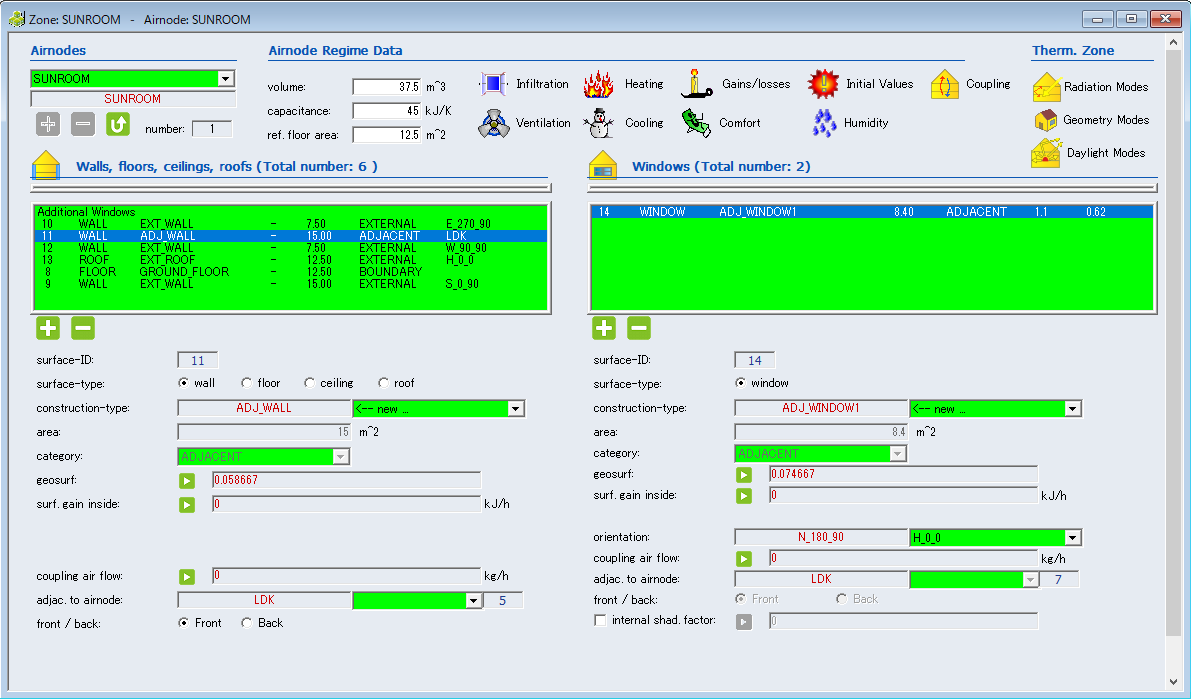 Zone: SUNROOM - Airnode: SUNROOM
Airnodes
SUNROOM
SUNROOM
number: 1
Airnode Regime Data
volume: 37.5 m^3
capacitance: 45 kJ/K
ref. floor area: 12.5 m^2
Infiltration
Heating
Gains/losses
Initial Values
Coupling
Ventilation
Cooling
Comfort
Humidity
Therm. Zone
Radiation Modes
Geometry Modes
Daylight Modes
Walls, floors, ceilings, roofs (Total number: 6 )
Additional Windows
10 WALL EXT_WALL - 7.50 EXTERNAL E_270_90
11 WALL ADJ_WALL - 15.00 ADJACENT LDK
12 WALL EXT_WALL - 7.50 EXTERNAL W_90_90
13 ROOF EXT_ROOF - 12.50 EXTERNAL H_0_0
8 FLOOR GROUND_FLOOR - 12.50 BOUNDARY
9 WALL EXT_WALL - 15.00 EXTERNAL S_0_90
surface-ID: 11
surface-type: wall floor ceiling roof
construction-type: ADJ_WALL <-- new ...
area: 15 m^2
category: ADJACENT
geosurf: 0.058667
surf. gain inside: 0 kJ/h
coupling air flow: 0 kg/h
adjac. to airnode: LDK 5
front / back: Front Back
Windows (Total number: 2)
14 WINDOW ADJ_WINDOW1 8.40 ADJACENT 1.1 0.62
surface-ID: 14
surface-type: window
construction-type: ADJ_WINDOW1 <-- new ...
area: 8.4 m^2
category: ADJACENT
geosurf: 0.074667
surf. gain inside: 0 kJ/h
orientation: N_180_90 H_0_0
coupling air flow: 0 kg/h
adjac. to airnode: LDK 7
front / back: Front Back
internal shad. factor: 0